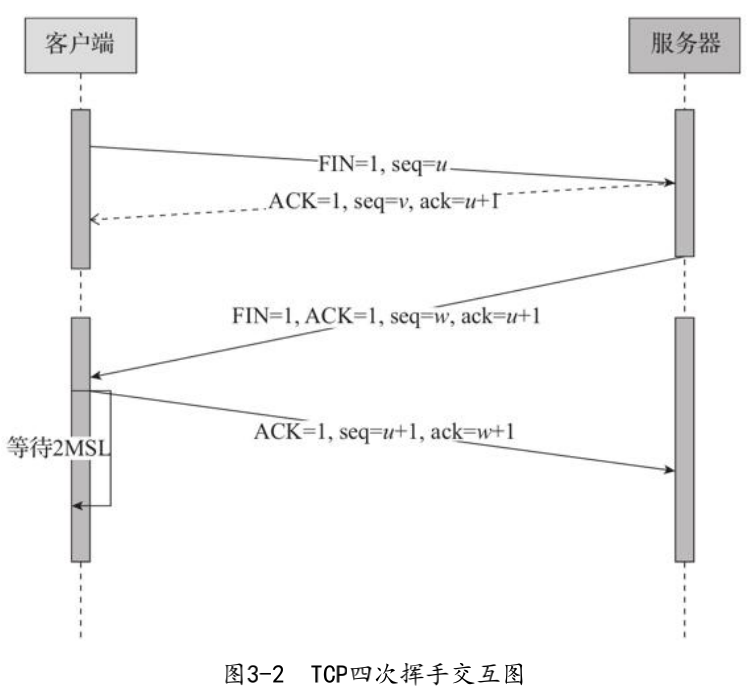 客户端
服务器
FIN=1, seq=u
ACK=1, seq=v, ack=u+1
FIN=1, ACK=1, seq=w, ack=u+1
ACK=1, seq=u+1, ack=w+1
等待2MSL
图3-2 TCP四次挥手交互图